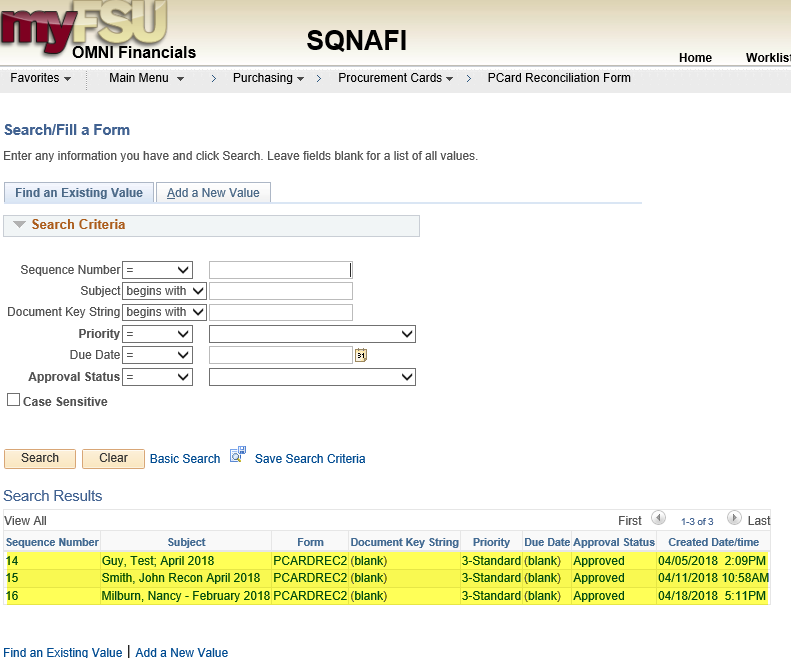 myFSU
OMNI Financials
SQNAFI
Home Worklist
Favorites Main Menu > Purchasing > Procurement Cards > PCard Reconciliation Form
Search/Fill a Form
Enter any information you have and click Search. Leave fields blank for a list of all values.
Find an Existing Value Add a New Value
Search Criteria
Sequence Number =
Subject begins with
Document Key String begins with
Priority =
Due Date = 31
Approval Status =
Case Sensitive
Search Clear Basic Search Save Search Criteria
Search Results
View All First 1-3 of 3 Last
Sequence Number Subject Form Document Key String Priority Due Date Approval Status Created Date/time
14 Guy, Test; April 2018 PCARDREC2 (blank) 3-Standard (blank) Approved 04/05/2018 2:09PM
15 Smith, John Recon April 2018 PCARDREC2 (blank) 3-Standard (blank) Approved 04/11/2018 10:58AM
16 Milburn, Nancy - February 2018 PCARDREC2 (blank) 3-Standard (blank) Approved 04/18/2018 5:11PM
Find an Existing Value | Add a New Value